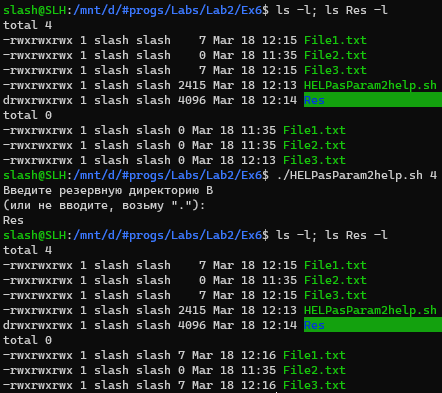 slash@SLH:/mnt/d/#progs/Labs/Lab2/Ex6$ ls -l; ls Res -l
total 4
-rwxrwxrwx 1 slash slash    7 Mar 18 12:15 File1.txt
-rwxrwxrwx 1 slash slash    0 Mar 18 11:35 File2.txt
-rwxrwxrwx 1 slash slash    7 Mar 18 12:15 File3.txt
-rwxrwxrwx 1 slash slash 2415 Mar 18 12:13 HELPasParam2help.sh
drwxrwxrwx 1 slash slash 4096 Mar 18 12:14 Res
total 0
-rwxrwxrwx 1 slash slash 0 Mar 18 11:35 File1.txt
-rwxrwxrwx 1 slash slash 0 Mar 18 11:35 File2.txt
-rwxrwxrwx 1 slash slash 0 Mar 18 12:13 File3.txt
slash@SLH:/mnt/d/#progs/Labs/Lab2/Ex6$ ./HELPasParam2help.sh 4
Введите резервную директорию B
(или не вводите, возьму "."):
Res
slash@SLH:/mnt/d/#progs/Labs/Lab2/Ex6$ ls -l; ls Res -l
total 4
-rwxrwxrwx 1 slash slash    7 Mar 18 12:15 File1.txt
-rwxrwxrwx 1 slash slash    0 Mar 18 11:35 File2.txt
-rwxrwxrwx 1 slash slash    7 Mar 18 12:15 File3.txt
-rwxrwxrwx 1 slash slash 2415 Mar 18 12:13 HELPasParam2help.sh
drwxrwxrwx 1 slash slash 4096 Mar 18 12:14 Res
total 0
-rwxrwxrwx 1 slash slash 7 Mar 18 12:16 File1.txt
-rwxrwxrwx 1 slash slash 0 Mar 18 11:35 File2.txt
-rwxrwxrwx 1 slash slash 7 Mar 18 12:16 File3.txt